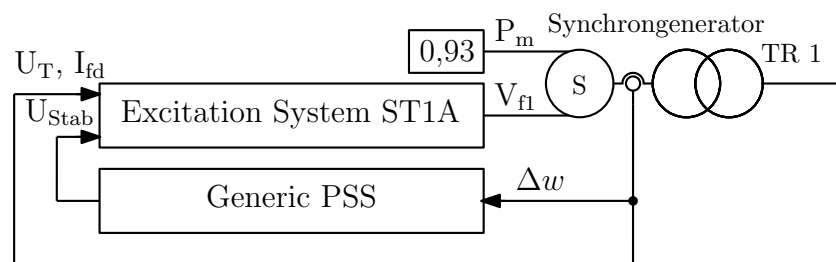 Synchrongenerator
0,93
P_m
TR 1
U_T, I_fd
S
Excitation System ST1A
V_f1
U_Stab
Generic PSS
Δw